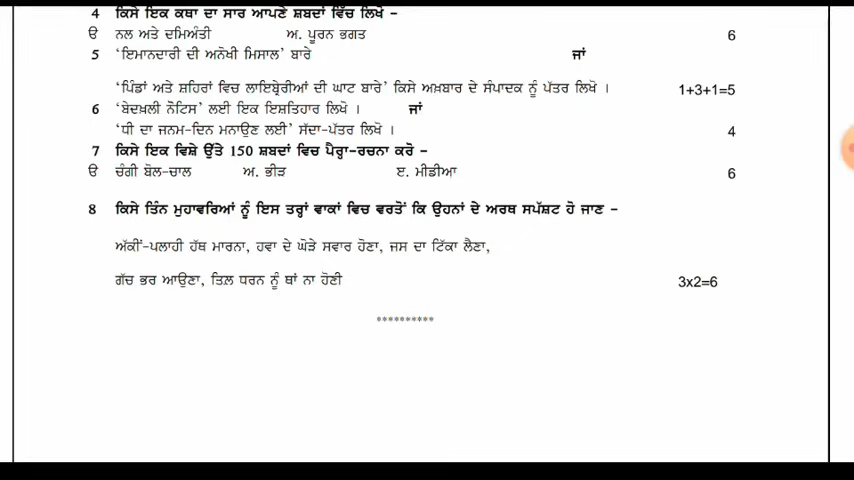 4 ਕਿਸੇ ਇਕ ਕਥਾ ਦਾ ਸਾਰ ਆਪਣੇ ਸ਼ਬਦਾਂ ਵਿੱਚ ਲਿਖੋ -
ੳ ਨਲ ਅਤੇ ਦਮਿਅੰਤੀ ਅ. ਪੂਰਨ ਭਗਤ 6
5 'ਇਮਾਨਦਾਰੀ ਦੀ ਅਨੋਖੀ ਮਿਸਾਲ' ਬਾਰੇ ਜਾਂ
'ਪਿੰਡਾਂ ਅਤੇ ਸ਼ਹਿਰਾਂ ਵਿਚ ਲਾਇਬ੍ਰੇਰੀਆਂ ਦੀ ਘਾਟ ਬਾਰੇ' ਕਿਸੇ ਅਖ਼ਬਾਰ ਦੇ ਸੰਪਾਦਕ ਨੂੰ ਪੱਤਰ ਲਿਖੋ । 1+3+1=5
6 'ਬੇਦਖ਼ਲੀ ਨੋਟਿਸ' ਲਈ ਇਕ ਇਸ਼ਤਿਹਾਰ ਲਿਖੋ । ਜਾਂ
'ਧੀ ਦਾ ਜਨਮ-ਦਿਨ ਮਨਾਉਣ ਲਈ' ਸੱਦਾ-ਪੱਤਰ ਲਿਖੋ । 4
7 ਕਿਸੇ ਇਕ ਵਿਸ਼ੇ ਉੱਤੇ 150 ਸ਼ਬਦਾਂ ਵਿਚ ਪੈਰ੍ਹਾ-ਰਚਨਾ ਕਰੋ -
ੳ ਚੰਗੀ ਬੋਲ-ਚਾਲ ਅ. ਭੀੜ ੲ. ਮੀਡੀਆ 6
8 ਕਿਸੇ ਤਿੰਨ ਮੁਹਾਵਰਿਆਂ ਨੂੰ ਇਸ ਤਰ੍ਹਾਂ ਵਾਕਾਂ ਵਿਚ ਵਰਤੋਂ ਕਿ ਉਹਨਾਂ ਦੇ ਅਰਥ ਸਪੱਸ਼ਟ ਹੋ ਜਾਣ -
ਅੱਕੀਂ-ਪਲਾਹੀ ਹੱਥ ਮਾਰਨਾ, ਹਵਾ ਦੇ ਘੋੜੇ ਸਵਾਰ ਹੋਣਾ, ਜਸ ਦਾ ਟਿੱਕਾ ਲੈਣਾ,
ਗੱਚ ਭਰ ਆਉਣਾ, ਤਿਲ਼ ਧਰਨ ਨੂੰ ਥਾਂ ਨਾ ਹੋਣੀ 3x2=6
**********